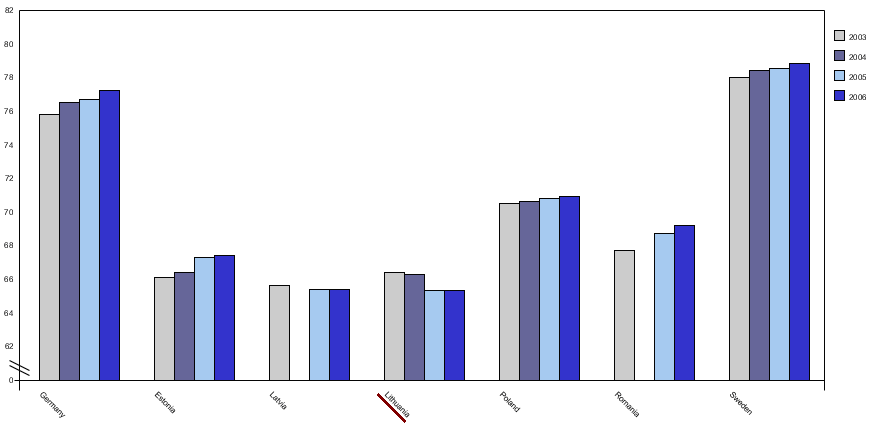 82
80
78
76
74
72
70
68
66
64
62
0
Germany
Estonia
Latvia
Lithuania
Poland
Romania
Sweden
2003
2004
2005
2006